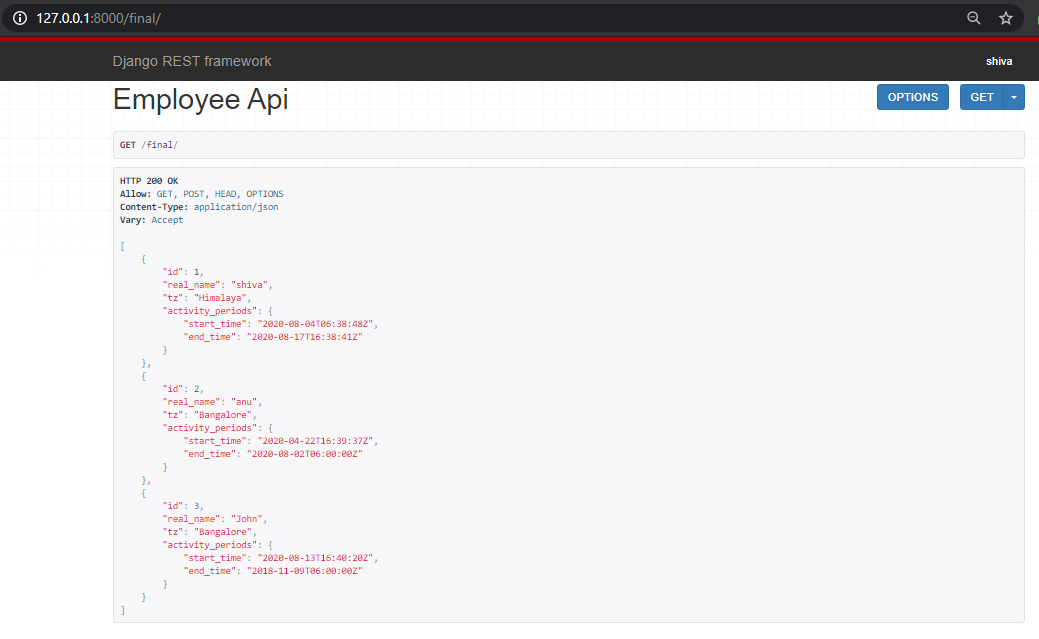 127.0.0.1:8000/final/
Django REST framework
shiva
Employee Api
OPTIONS
GET
GET /final/
HTTP 200 OK
Allow: GET, POST, HEAD, OPTIONS
Content-Type: application/json
Vary: Accept
[
    {
        "id": 1,
        "real_name": "shiva",
        "tz": "Himalaya",
        "activity_periods": {
            "start_time": "2020-08-04T06:38:48Z",
            "end_time": "2020-08-17T16:38:41Z"
        }
    },
    {
        "id": 2,
        "real_name": "anu",
        "tz": "Bangalore",
        "activity_periods": {
            "start_time": "2020-04-22T16:39:37Z",
            "end_time": "2020-08-02T06:00:00Z"
        }
    },
    {
        "id": 3,
        "real_name": "John",
        "tz": "Bangalore",
        "activity_periods": {
            "start_time": "2020-08-13T16:40:20Z",
            "end_time": "2018-11-09T06:00:00Z"
        }
    }
]